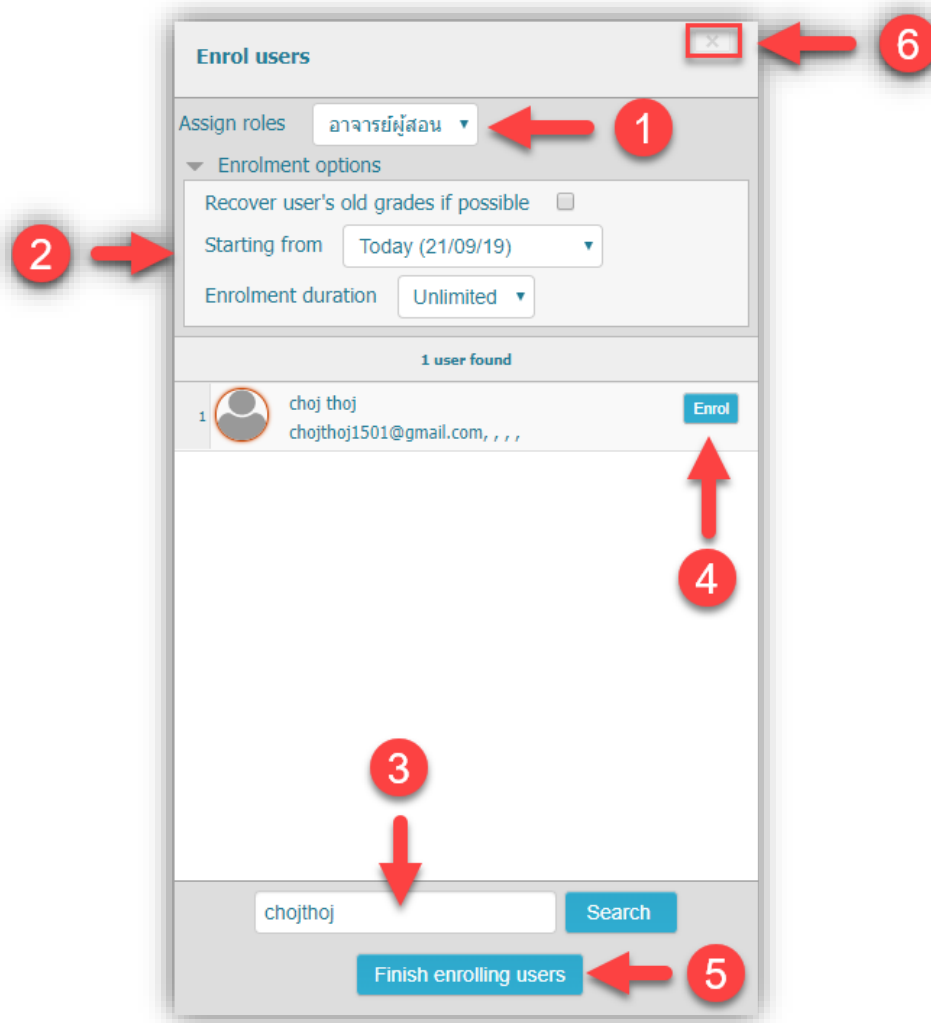 Enrol users
×
6
Assign roles อาจารย์ผู้สอน
1
Enrolment options
Recover user's old grades if possible
2
Starting from Today (21/09/19)
Enrolment duration Unlimited
1 user found
1 choj thoj
Enrol
chojthoj1501@gmail.com, , , ,
4
3
chojthoj Search
Finish enrolling users
5